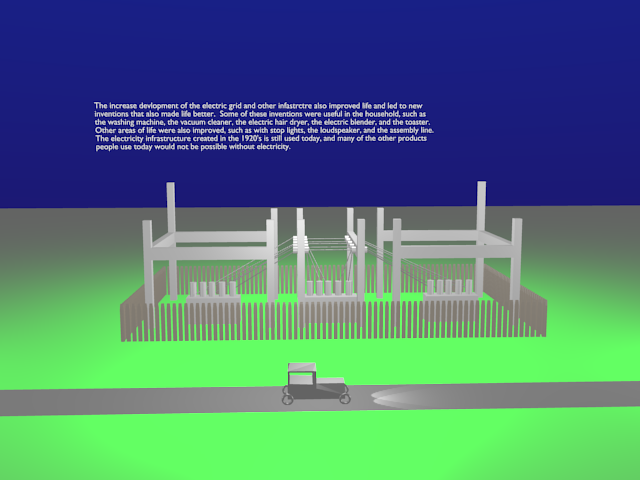 The increase devlopment of the electric grid and other infastrctre also improved life and led to new
inventions that also made life better.  Some of these inventions were useful in the household, such as
the washing machine, the vacuum cleaner, the electric hair dryer, the electric blender, and the toaster.
Other areas of life were also improved, such as with stop lights, the loudspeaker, and the assembly line.
The electricity infrastructure created in the 1920's is still used today, and many of the other products
people use today would not be possible without electricity.